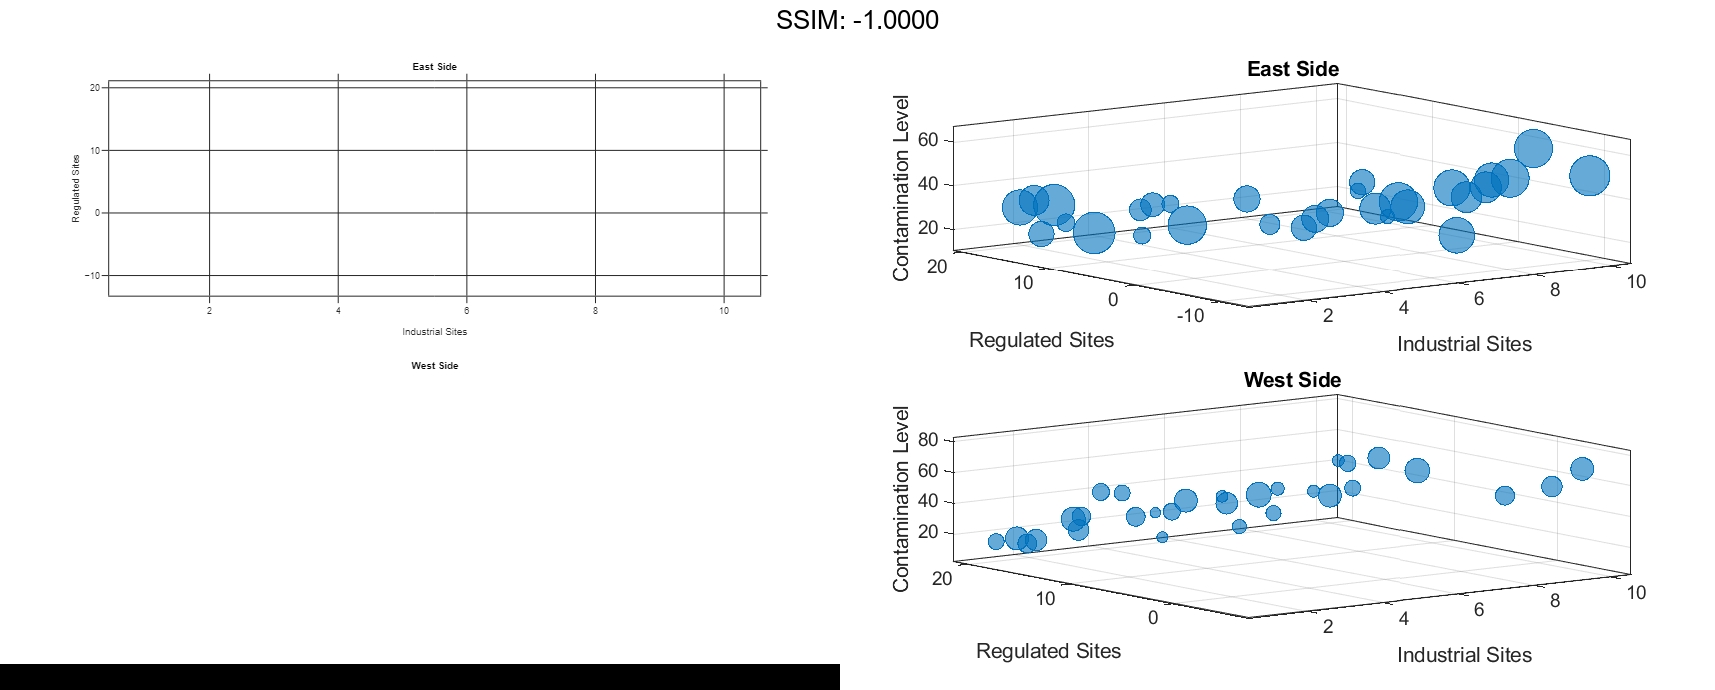 SSIM: -1.0000
East Side
20
10
0
−10
Regulated Sites
2
4
6
8
10
Industrial Sites
West Side
East Side
60
40
20
Contamination Level
20
10
0
-10
Regulated Sites
2
4
6
8
10
Industrial Sites
West Side
80
60
40
20
Contamination Level
20
10
0
Regulated Sites
2
4
6
8
10
Industrial Sites